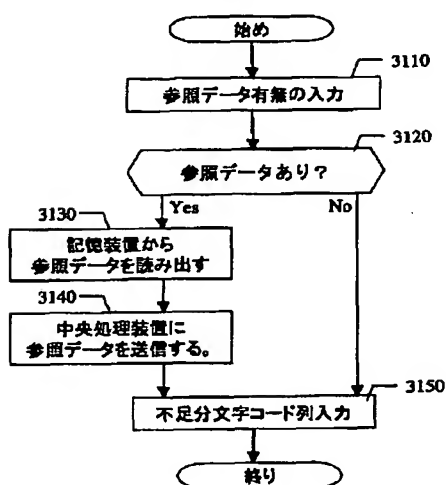 始め
3110
参照データ有無の入力
3120
参照データあり?
3130
Yes
No
記憶装置から
参照データを読み出す
3140
中央処理装置に
参照データを送信する。
3150
不足分文字コード列入力
終り